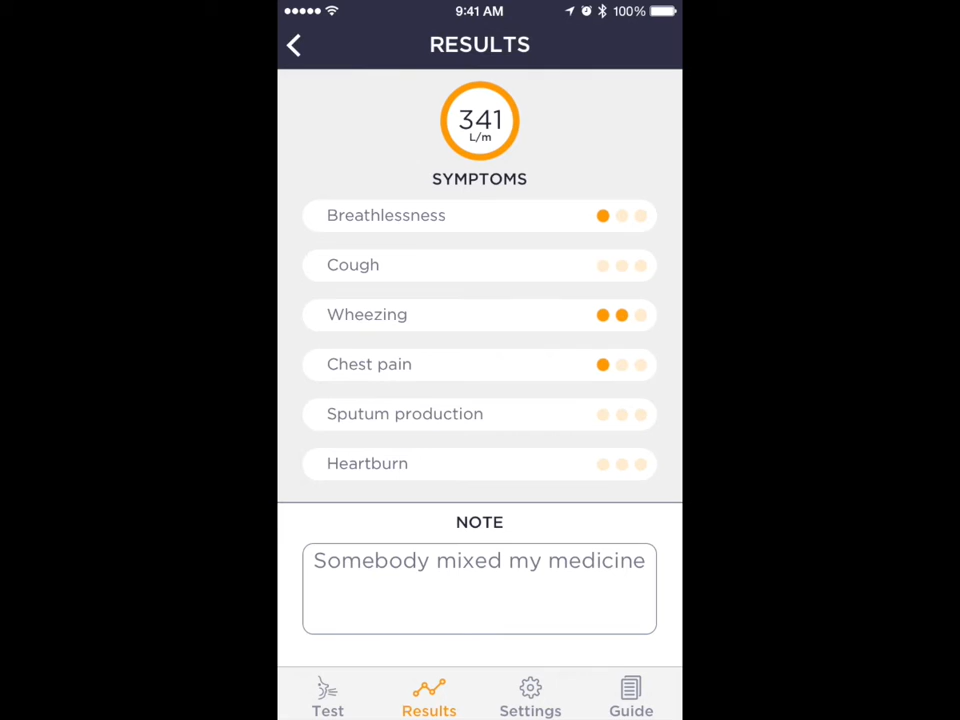 9:41 AM 100%
RESULTS
341
L/m
SYMPTOMS
Breathlessness
Cough
Wheezing
Chest pain
Sputum production
Heartburn
NOTE
Somebody mixed my medicine
Test Results Settings Guide